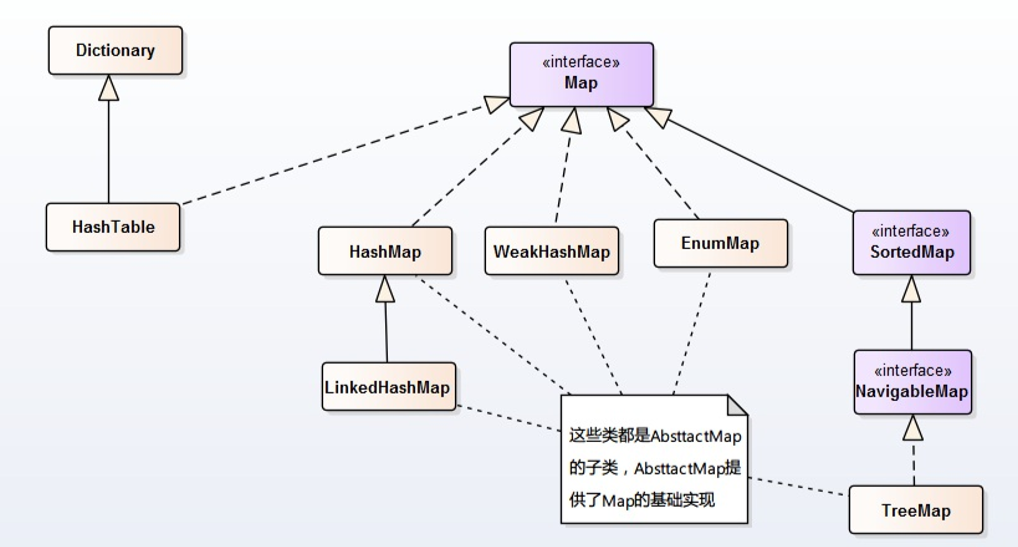 Dictionary
«interface»
Map
HashTable
HashMap
WeakHashMap
EnumMap
«interface»
SortedMap
LinkedHashMap
«interface»
NavigableMap
这些类都是AbsttactMap
的子类，AbsttactMap提
供了Map的基础实现
TreeMap